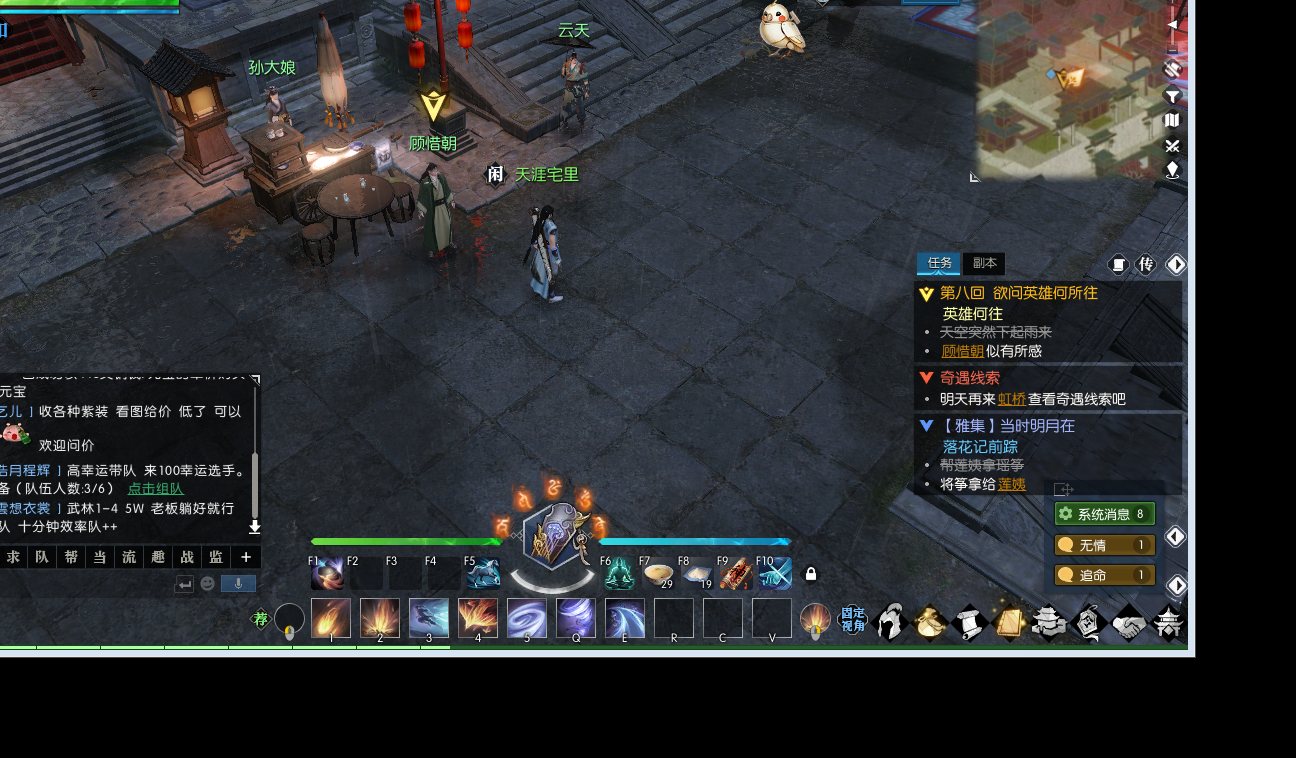 云天
孙大娘
顾惜朝
闲 天涯宅里
任务 副本
传
第八回 欲问英雄何所往
英雄何往
天空突然下起雨来
顾惜朝似有所感
奇遇线索
明天再来虹桥查看奇遇线索吧
【雅集】当时明月在
落花记前踪
帮莲姨拿瑶筝
将筝拿给莲姨
元宝
乞儿 ] 收各种紫装 看图给价 低了 可以
欢迎问价
浩月程辉 ] 高幸运带队 来100幸运选手。
备（队伍人数:3/6） 点击组队
雲想衣裳 ] 武林1-4 5W 老板躺好就行
队 十分钟效率队++
求 队 帮 当 流 趣 战 监 +
系统消息 8
无情 1
追命 1
F1 F2 F3 F4 F5 F6 F7 F8 F9 F10
29 19
荐
1 2 3 4 5 Q E R C V
固定
视角